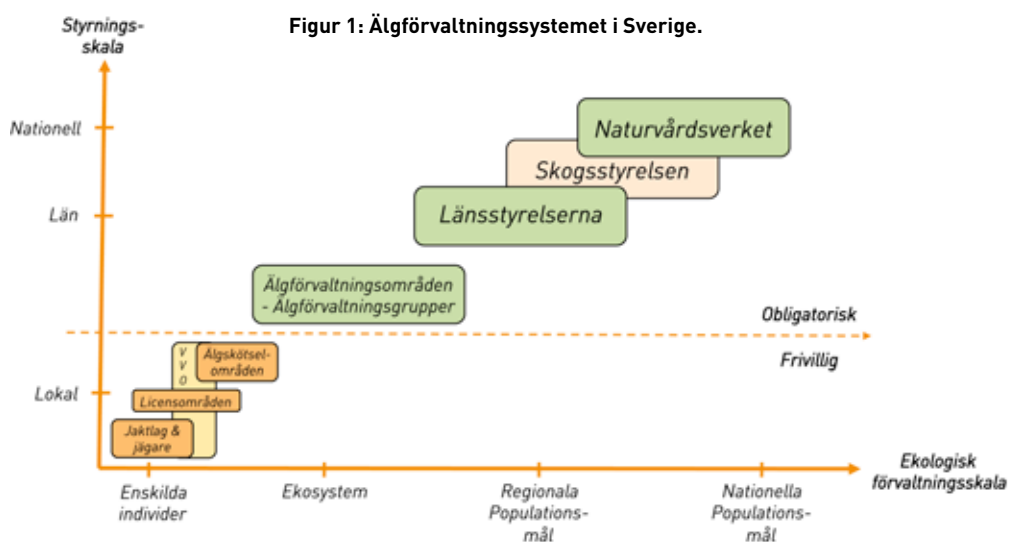 Figur 1: Älgförvaltningssystemet i Sverige.
Styrnings-
skala
Nationell
Län
Lokal
Naturvårdsverket
Skogsstyrelsen
Länsstyrelserna
Älgförvaltningsområden
- Älgförvaltningsgrupper
Obligatorisk
Frivillig
V
V
O
Älgskötsel-
områden
Licensområden
Jaktlag &
jägare
Enskilda
individer
Ekosystem
Regionala
Populations-
mål
Nationella
Populations-
mål
Ekologisk
förvaltningsskala